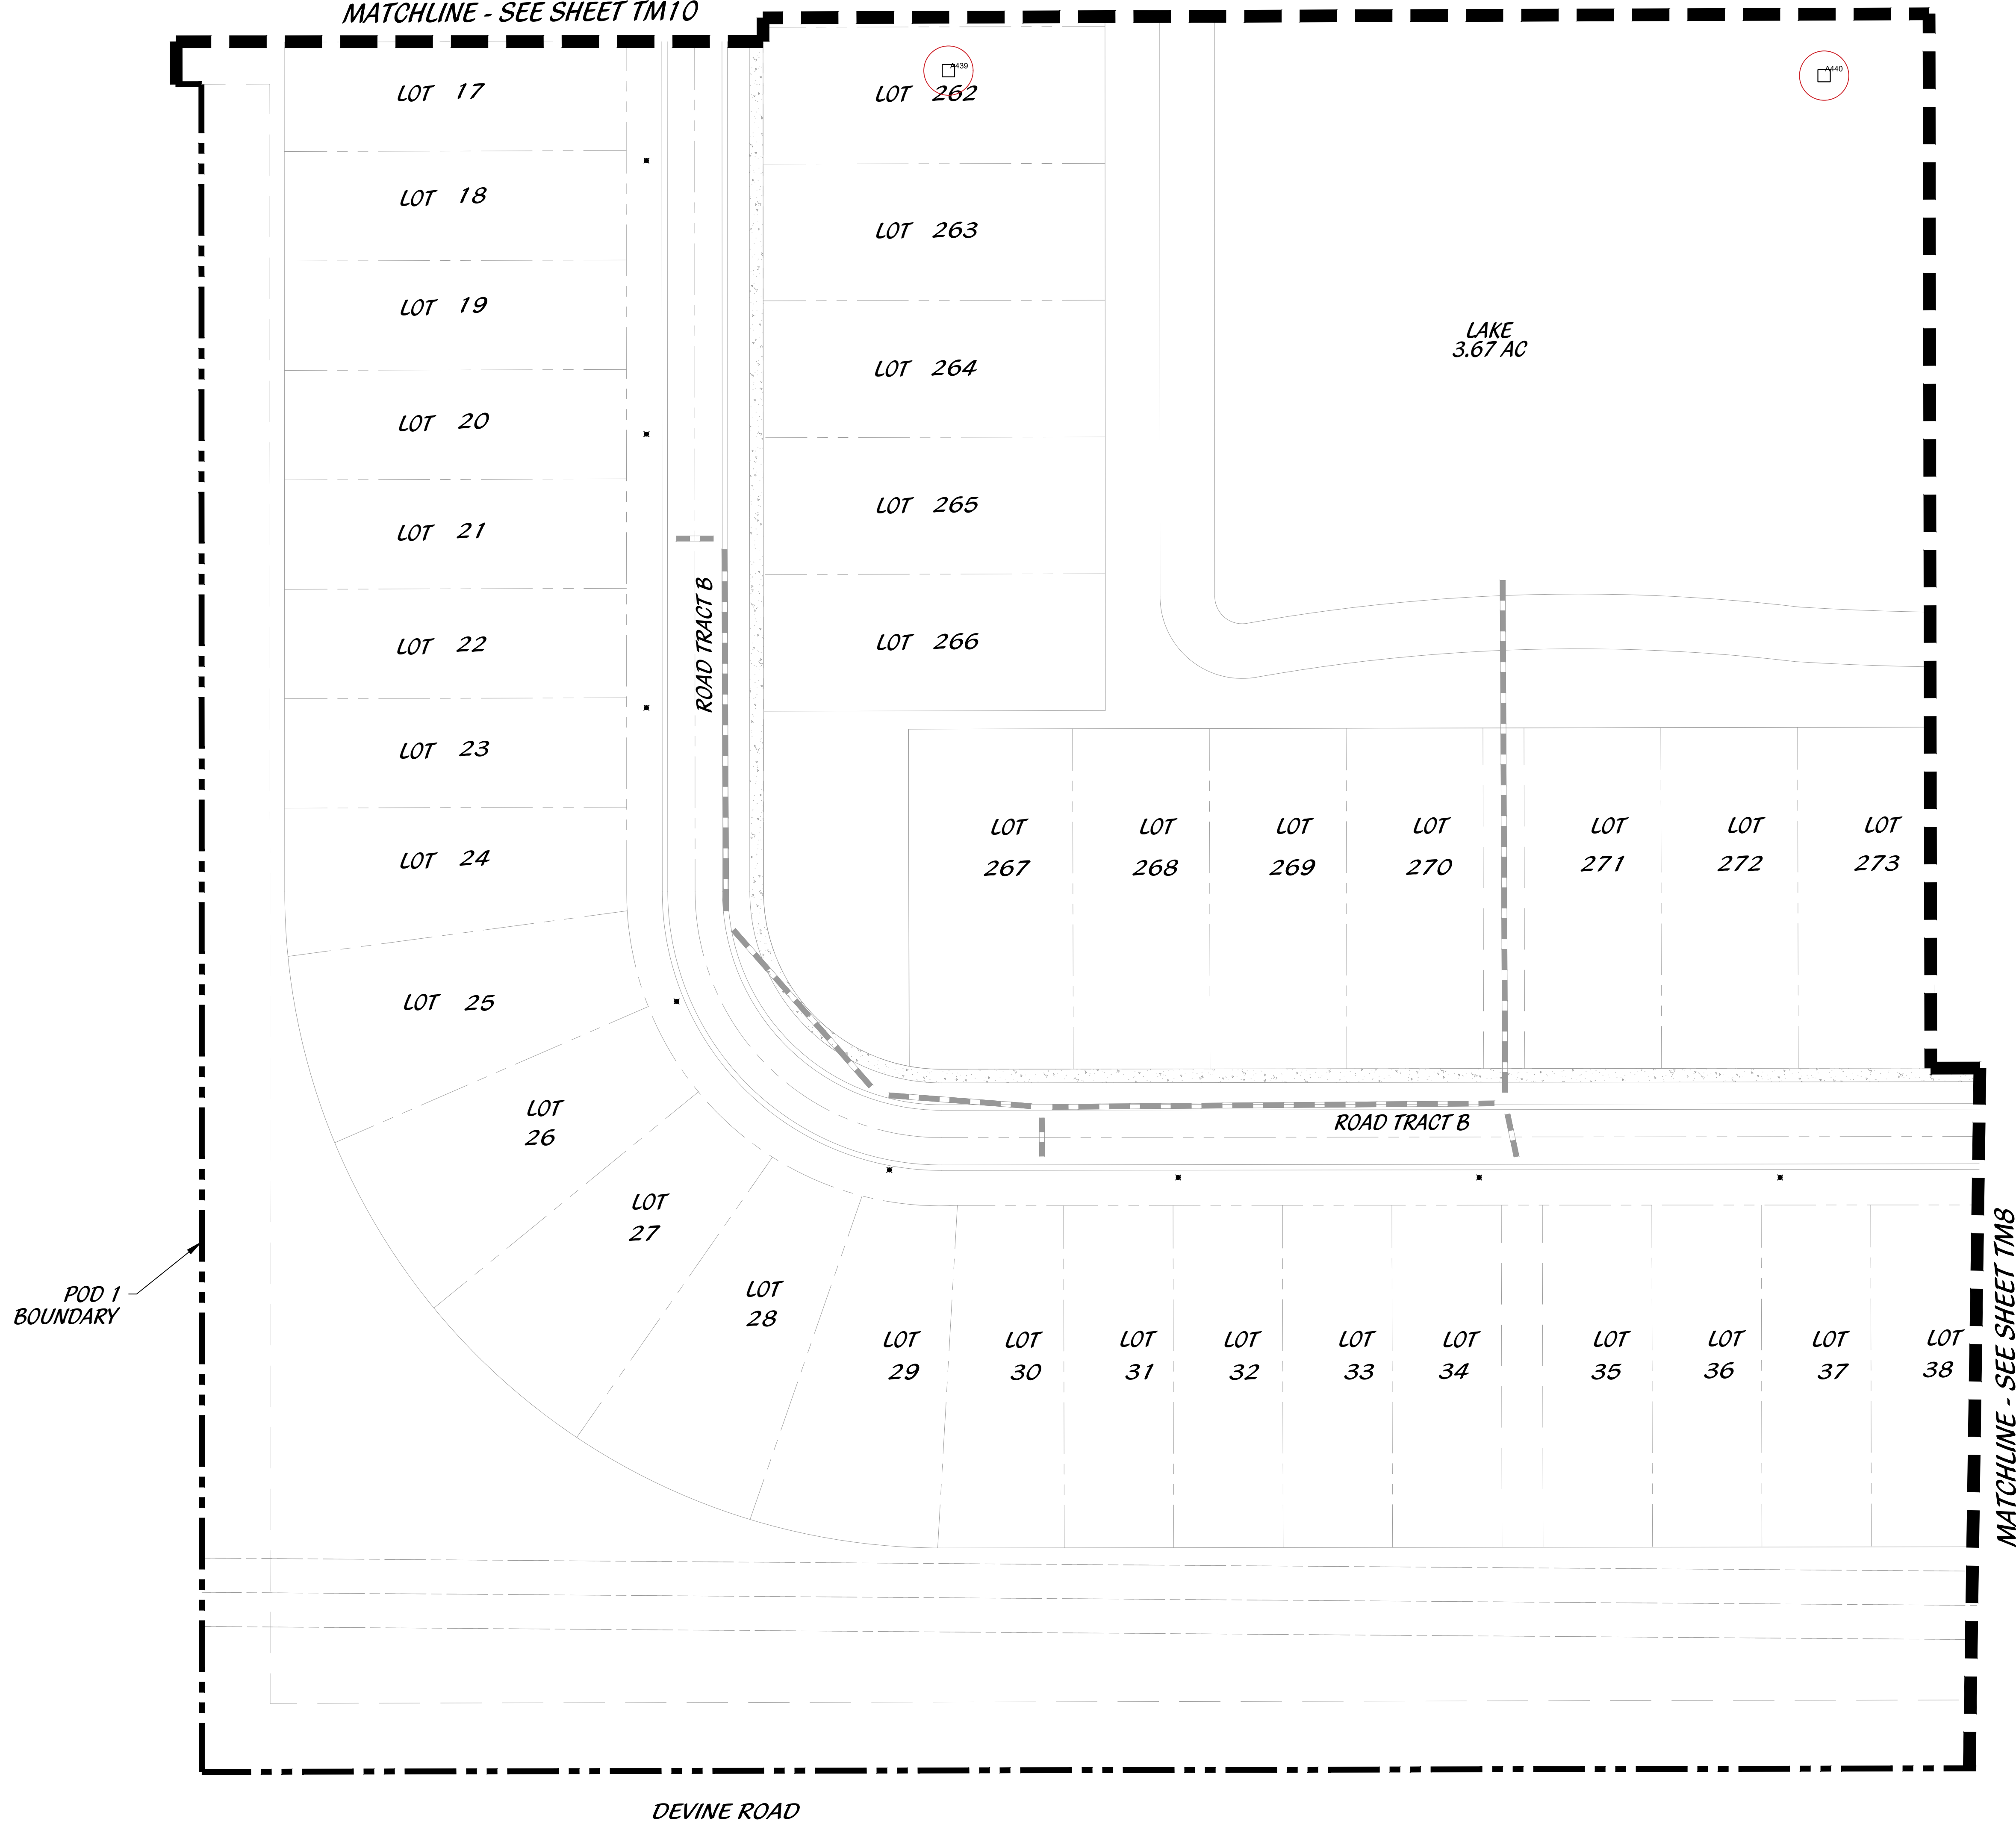 MATCHLINE - SEE SHEET TM10
A439
A440
LOT 17
LOT 262
LOT 18
LOT 263
LOT 19
LAKE
3.67 AC
LOT 264
LOT 20
LOT 265
LOT 21
ROAD TRACT B
LOT 22
LOT 266
LOT 23
LOT 24
LOT
267
LOT
268
LOT
269
LOT
270
LOT
271
LOT
272
LOT
273
LOT 25
LOT
26
ROAD TRACT B
LOT
27
LOT
28
POD 1
BOUNDARY
LOT
29
LOT
30
LOT
31
LOT
32
LOT
33
LOT
34
LOT
35
LOT
36
LOT
37
LOT
38
MATCHLINE - SEE SHEET TM8
DEVINE ROAD